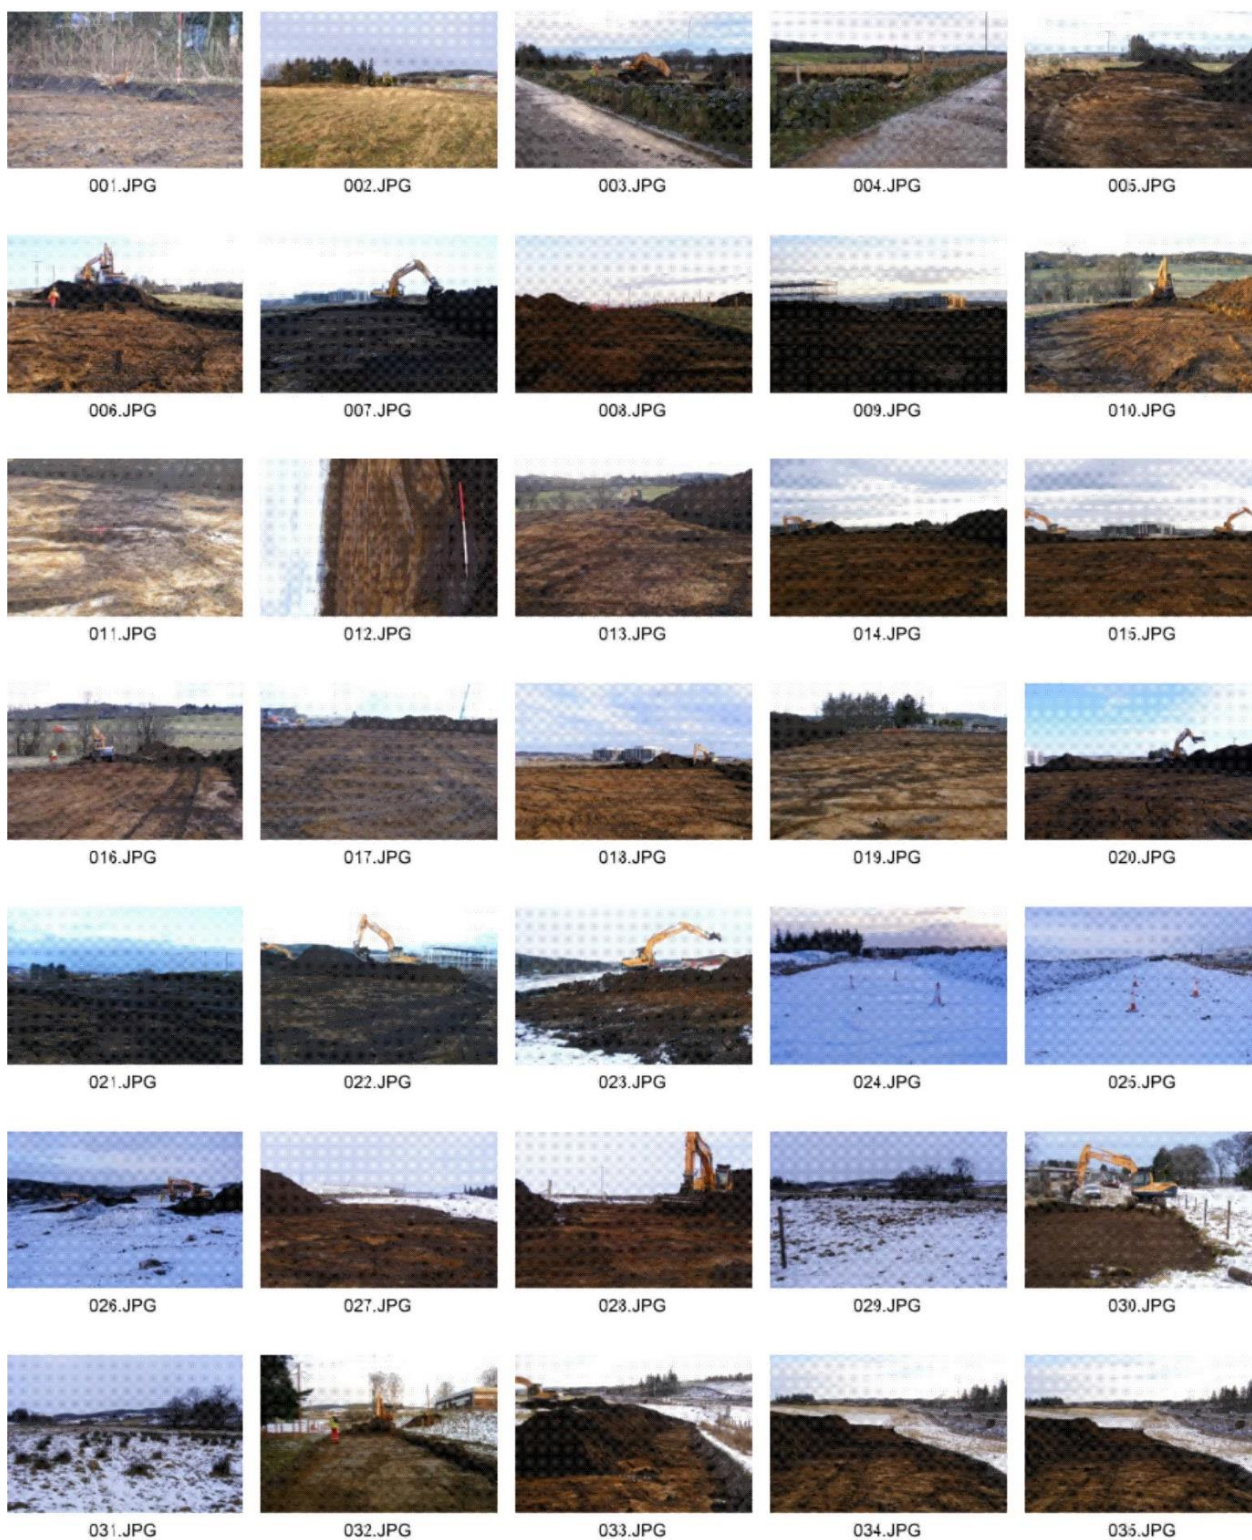 001.JPG 002.JPG 003.JPG 004.JPG 005.JPG
006.JPG 007.JPG 008.JPG 009.JPG 010.JPG
011.JPG 012.JPG 013.JPG 014.JPG 015.JPG
016.JPG 017.JPG 018.JPG 019.JPG 020.JPG
021.JPG 022.JPG 023.JPG 024.JPG 025.JPG
026.JPG 027.JPG 028.JPG 029.JPG 030.JPG
031.JPG 032.JPG 033.JPG 034.JPG 035.JPG